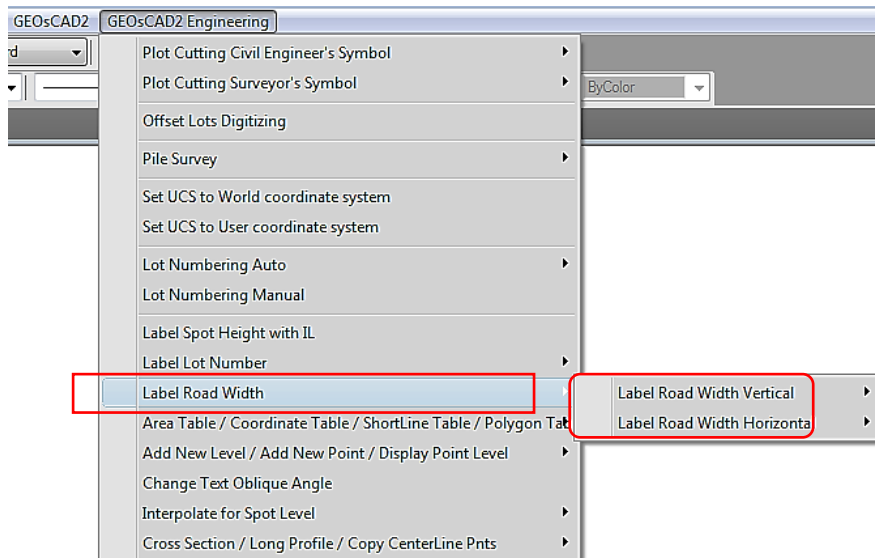 GEOsCAD2 GEOsCAD2 Engineering
rd
Plot Cutting Civil Engineer's Symbol
Plot Cutting Surveyor's Symbol
ByColor
Offset Lots Digitizing
Pile Survey
Set UCS to World coordinate system
Set UCS to User coordinate system
Lot Numbering Auto
Lot Numbering Manual
Label Spot Height with IL
Label Lot Number
Label Road Width
Label Road Width Vertical
Label Road Width Horizonta
Area Table / Coordinate Table / ShortLine Table / Polygon Tab
Add New Level / Add New Point / Display Point Level
Change Text Oblique Angle
Interpolate for Spot Level
Cross Section / Long Profile / Copy CenterLine Pnts